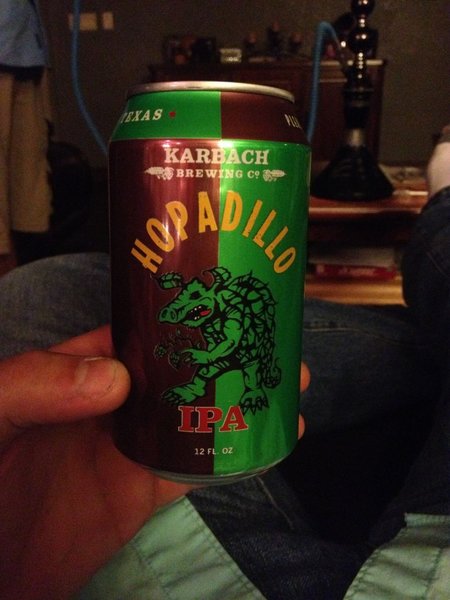 TEXAS
KARBACH
BREWING CO
HOPADILLO
IPA
12 FL. OZ